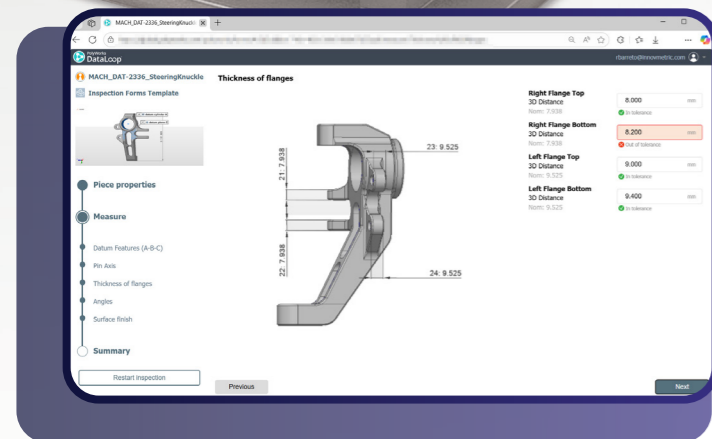 MACH_DAT-2336_SteeringKnuckl
PolyWorks
DataLoop
rbarreto@innovmetric.com
MACH_DAT-2336_SteeringKnuckle
Inspection Forms Template
Thickness of flanges
Piece properties
Measure
Datum Features (A-B-C)
Pin Axis
Thickness of flanges
Angles
Surface finish
Summary
Restart inspection
21: 7.938
22: 7.938
23: 9.525
24: 9.525
Right Flange Top
3D Distance
Nom: 7.938
8.000 mm
In tolerance
Right Flange Bottom
3D Distance
Nom: 7.938
8.200 mm
Out of tolerance
Left Flange Top
3D Distance
Nom: 9.525
9.000 mm
In tolerance
Left Flange Bottom
3D Distance
Nom: 9.525
9.400 mm
In tolerance
Previous
Next